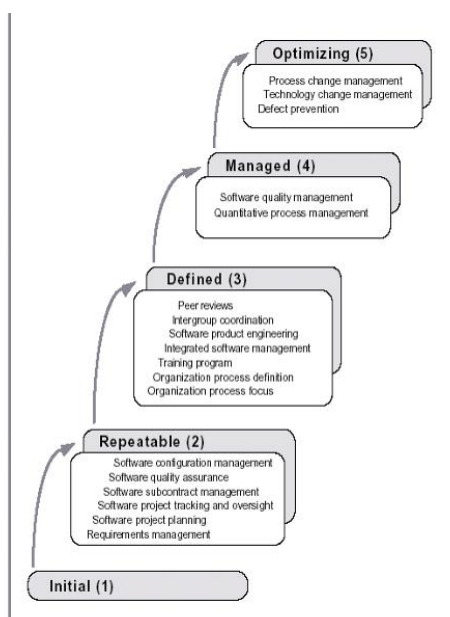 Optimizing (5)
Process change management
Technology change management
Defect prevention
Managed (4)
Software quality management
Quantitative process management
Defined (3)
Peer reviews
Intergroup coordination
Software product engineering
Integrated software management
Training program
Organization process definition
Organization process focus
Repeatable (2)
Software configuration management
Software quality assurance
Software subcontract management
Software project tracking and oversight
Software project planning
Requirements management
Initial (1)